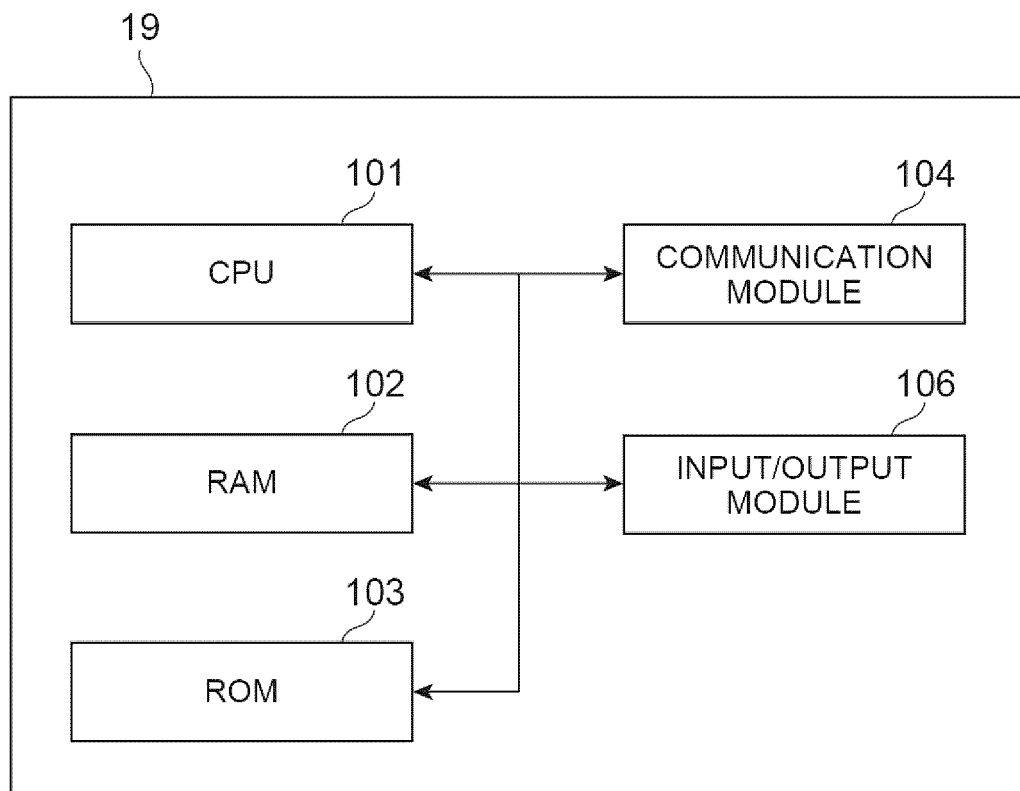 19
101
CPU
104
COMMUNICATION
MODULE
102
RAM
106
INPUT/OUTPUT
MODULE
103
ROM